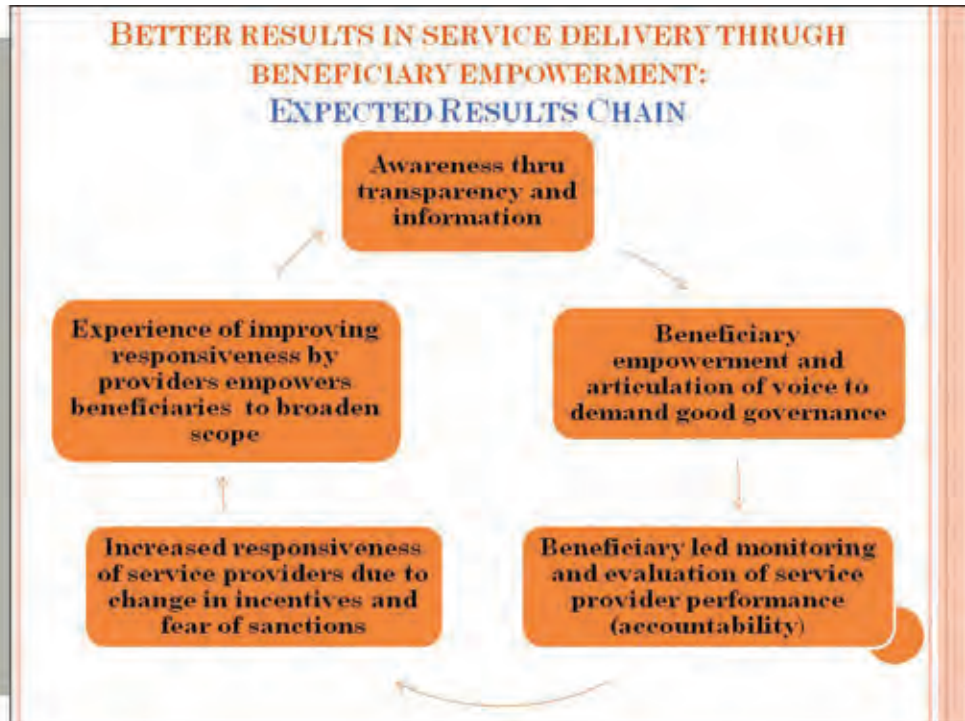 BETTER RESULTS IN SERVICE DELIVERY THRUGH
BENEFICIARY EMPOWERMENT:
EXPECTED RESULTS CHAIN
Awareness thru
transparency and
information
Beneficiary
empowerment and
articulation of voice to
demand good governance
Beneficiary led monitoring
and evaluation of service
provider performance
(accountability)
Increased responsiveness
of service providers due to
change in incentives and
fear of sanctions
Experience of improving
responsiveness by
providers empowers
beneficiaries to broaden
scope